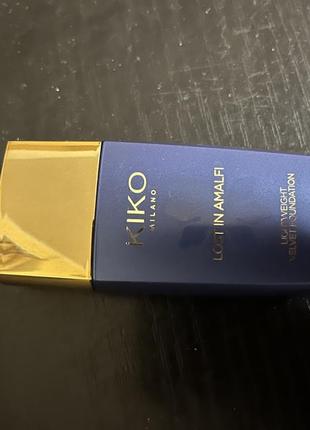 KIKO
MILANO
LOST IN AMALFI
LIGHTWEIGHT
VELVET FOUNDATION